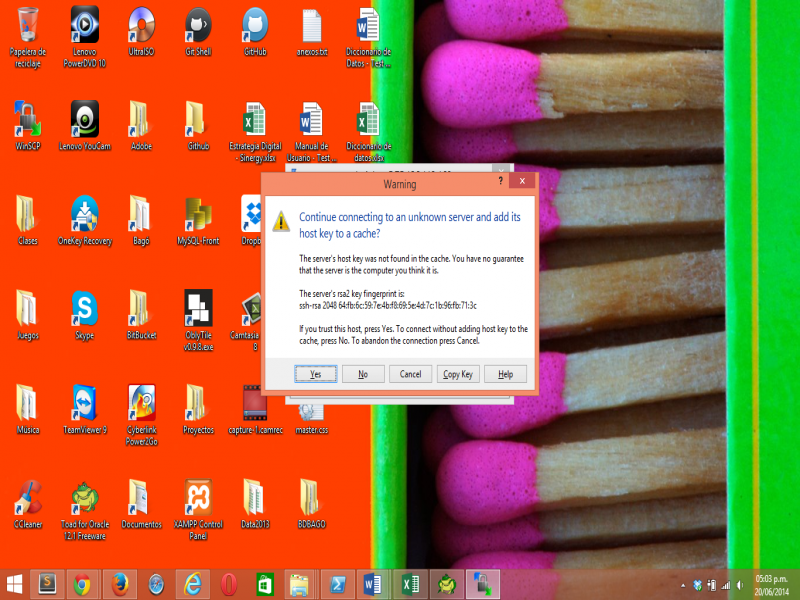 Papelera de
reciclaje
Lenovo
PowerDVD 10
UltraISO
Git Shell
GitHub
anexos.txt
Diccionario de
Datos - Test ...
WinSCP
Lenovo YouCam
Adobe
Github
Estrategia Digital
- Sinergy.xlsx
Manual de
Usuario - Test ...
Diccionario de
datos.xlsx
Clases
OneKey Recovery
Bago
MySQL-Front
Dropbo
Juegos
Skype
BitBucket
OblyTile
v0.9.8.exe
Camtasia
8
Musica
TeamViewer 9
Cyberlink
Power2Go
Proyectos
capture-1.camrec
master.css
CCleaner
Toad for Oracle
12.1 Freeware
Documentos
XAMPP Control
Panel
Data2013
BDBAGO
Warning
?
x
Continue connecting to an unknown server and add its
host key to a cache?
The server's host key was not found in the cache. You have no guarantee
that the server is the computer you think it is.
The server's rsa2 key fingerprint is:
ssh-rsa 2048 64:fb:6c:59:7e:4b:f8:69:5e:4d:7c:1b:96:fb:71:3c
If you trust this host, press Yes. To connect without adding host key to the
cache, press No. To abandon the connection press Cancel.
Yes
No
Cancel
Copy Key
Help
05:03 p.m.
20/06/2014